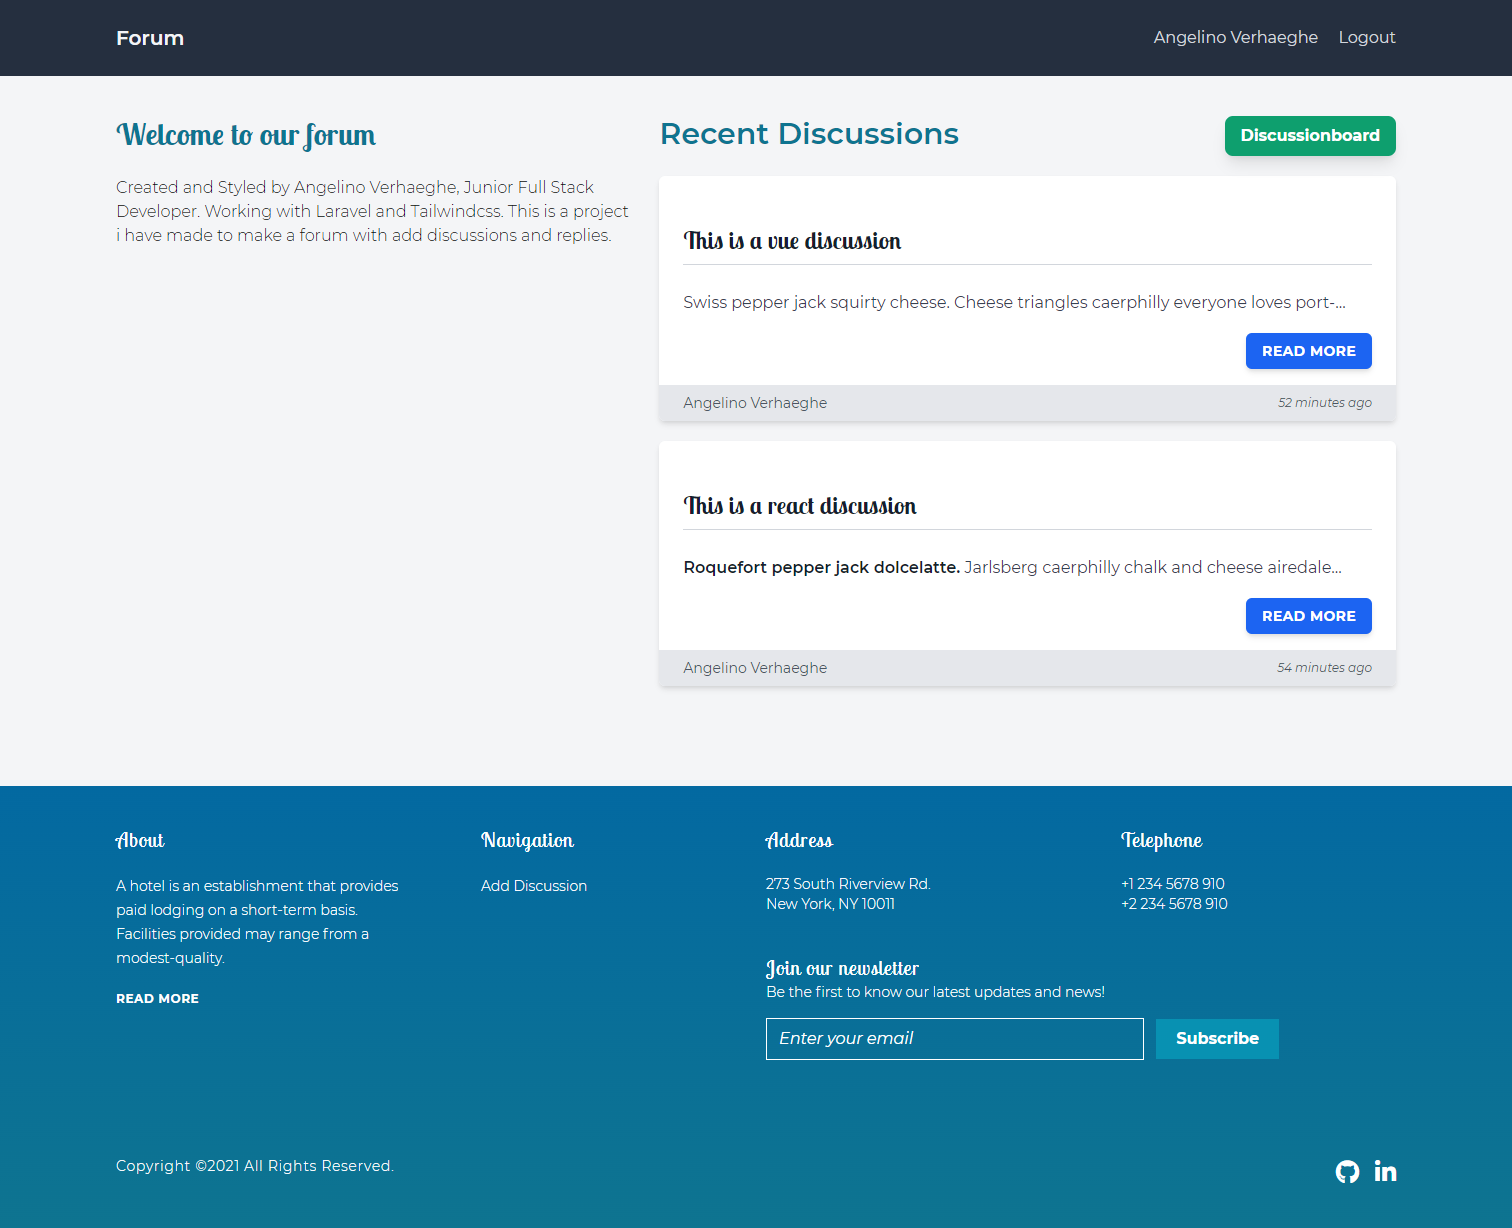 Forum
Angelino Verhaeghe Logout
Welcome to our forum
Created and Styled by Angelino Verhaeghe, Junior Full Stack
Developer. Working with Laravel and Tailwindcss. This is a project
i have made to make a forum with add discussions and replies.
Recent Discussions
Discussionboard
This is a vue discussion
Swiss pepper jack squirty cheese. Cheese triangles caerphilly everyone loves port-...
READ MORE
Angelino Verhaeghe
52 minutes ago
This is a react discussion
Roquefort pepper jack dolcelatte. Jarlsberg caerphilly chalk and cheese airedale...
READ MORE
Angelino Verhaeghe
54 minutes ago
About
A hotel is an establishment that provides
paid lodging on a short-term basis.
Facilities provided may range from a
modest-quality.
READ MORE
Navigation
Add Discussion
Address
273 South Riverview Rd.
New York, NY 10011
Telephone
+1 234 5678 910
+2 234 5678 910
Join our newsletter
Be the first to know our latest updates and news!
Enter your email
Subscribe
Copyright ©2021 All Rights Reserved.
in